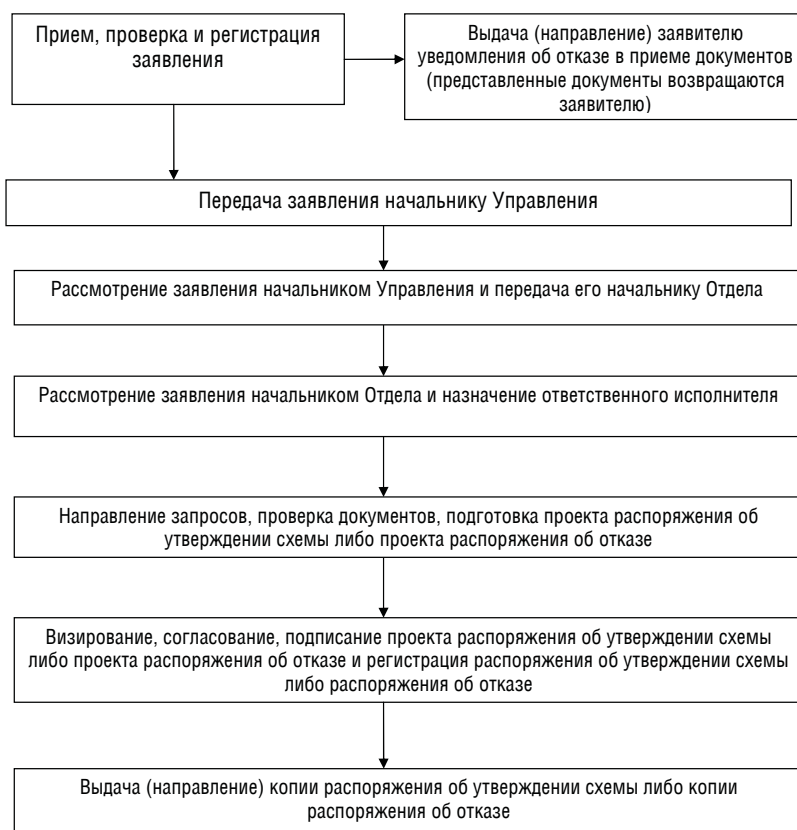 Прием, проверка и регистрация
заявления
Выдача (направление) заявителю
уведомления об отказе в приеме документов
(представленные документы возвращаются
заявителю)
Передача заявления начальнику Управления
Рассмотрение заявления начальником Управления и передача его начальнику Отдела
Рассмотрение заявления начальником Отдела и назначение ответственного исполнителя
Направление запросов, проверка документов, подготовка проекта распоряжения об
утверждении схемы либо проекта распоряжения об отказе
Визирование, согласование, подписание проекта распоряжения об утверждении схемы
либо проекта распоряжения об отказе и регистрация распоряжения об утверждении схемы
либо распоряжения об отказе
Выдача (направление) копии распоряжения об утверждении схемы либо копии
распоряжения об отказе